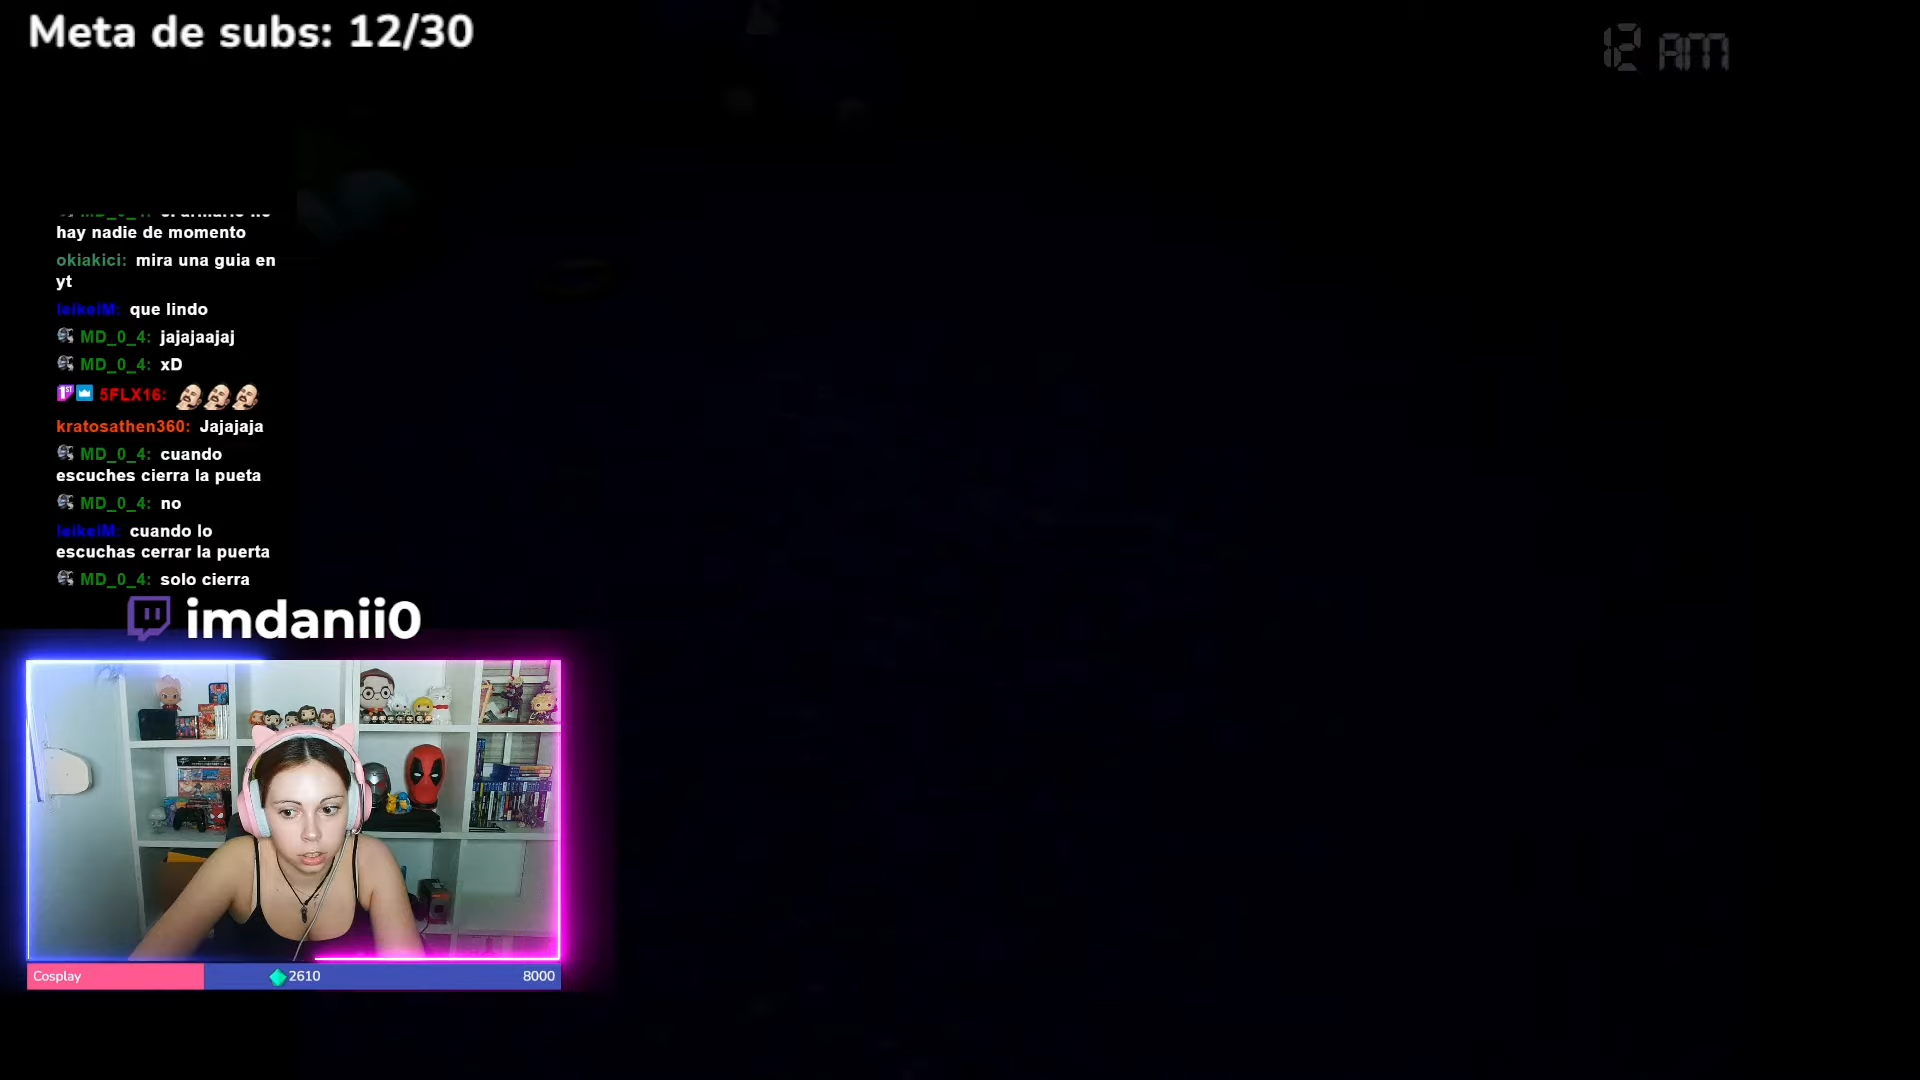 Meta de subs: 12/30
12 AM
hay nadie de momento
okiakici: mira una guia en
yt
leikelM: que lindo
MD_0_4: jajajaajaj
MD_0_4: xD
5FLX16:
kratosathen360: Jajajaja
MD_0_4: cuando
escuches cierra la pueta
MD_0_4: no
leikelM: cuando lo
escuchas cerrar la puerta
MD_0_4: solo cierra
imdanii0
Cosplay 2610 8000